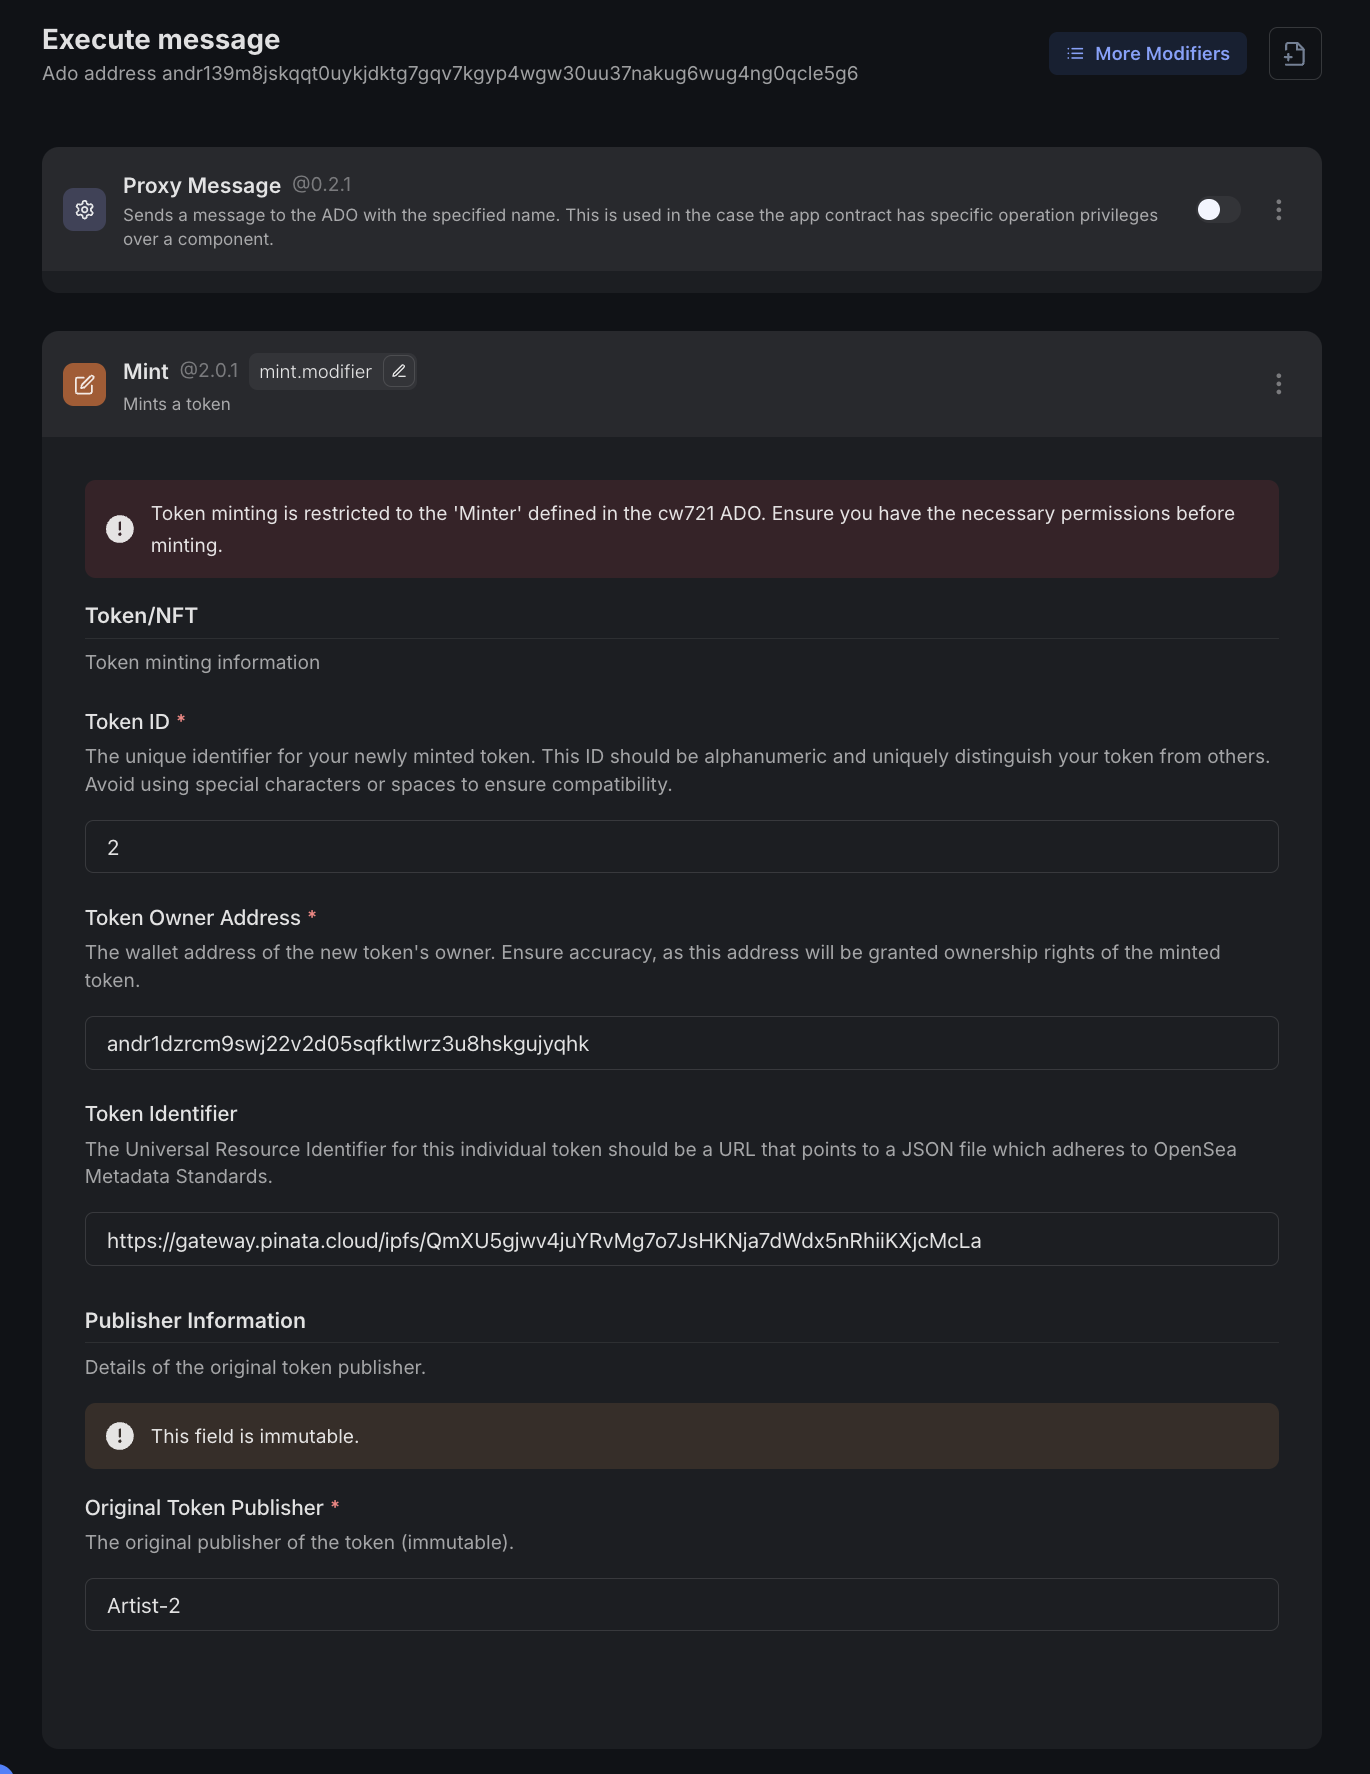 Execute message
Ado address andr139m8jskqqt0uykjdktg7gqv7kgyp4wgw30uu37nakug6wug4ng0qcle5g6
More Modifiers
Proxy Message @0.2.1
Sends a message to the ADO with the specified name. This is used in the case the app contract has specific operation privileges
over a component.
Mint @2.0.1 mint.modifier
Mints a token
Token minting is restricted to the 'Minter' defined in the cw721 ADO. Ensure you have the necessary permissions before
minting.
Token/NFT
Token minting information
Token ID *
The unique identifier for your newly minted token. This ID should be alphanumeric and uniquely distinguish your token from others.
Avoid using special characters or spaces to ensure compatibility.
2
Token Owner Address *
The wallet address of the new token's owner. Ensure accuracy, as this address will be granted ownership rights of the minted
token.
andr1dzrcm9swj22v2d05sqfktlwrz3u8hskgujyqhk
Token Identifier
The Universal Resource Identifier for this individual token should be a URL that points to a JSON file which adheres to OpenSea
Metadata Standards.
https://gateway.pinata.cloud/ipfs/QmXU5gjwv4juYRvMg7o7JsHKNja7dWdx5nRhiiKXjcMcLa
Publisher Information
Details of the original token publisher.
This field is immutable.
Original Token Publisher *
The original publisher of the token (immutable).
Artist-2